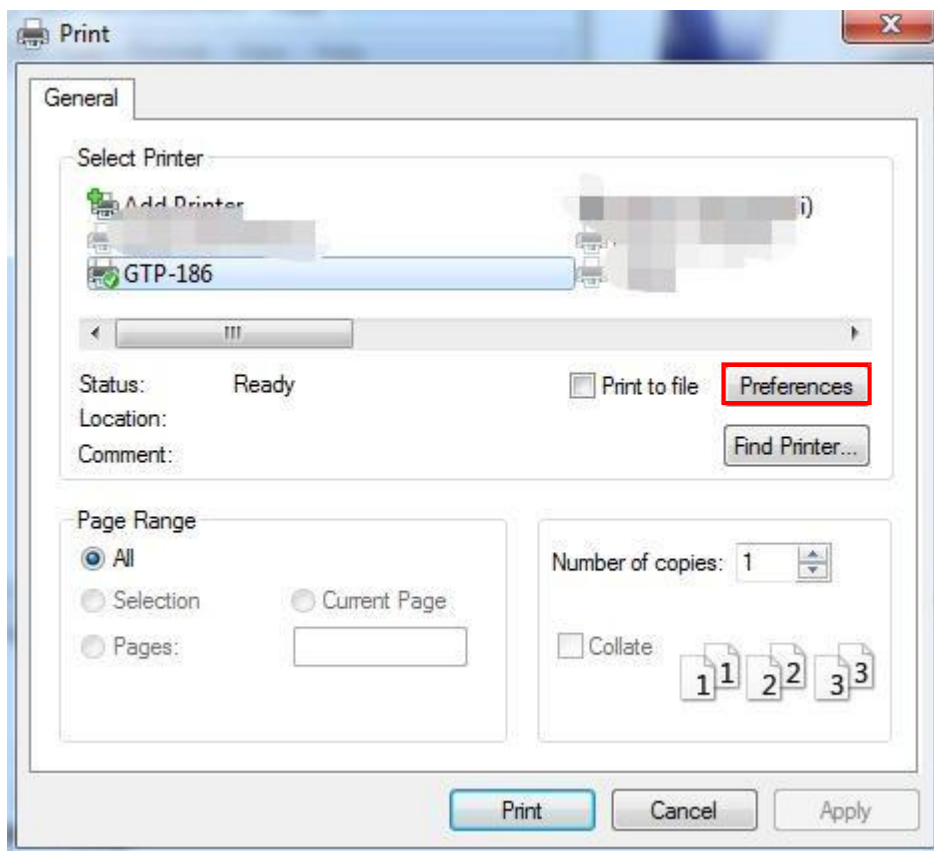 Print
General
Select Printer
Add Printer
i)
GTP-186
Status: Ready
Print to file
Preferences
Location:
Comment:
Find Printer...
Page Range
All
Selection
Current Page
Pages:
Number of copies: 1
Collate
1 1 2 2 3 3
Print
Cancel
Apply